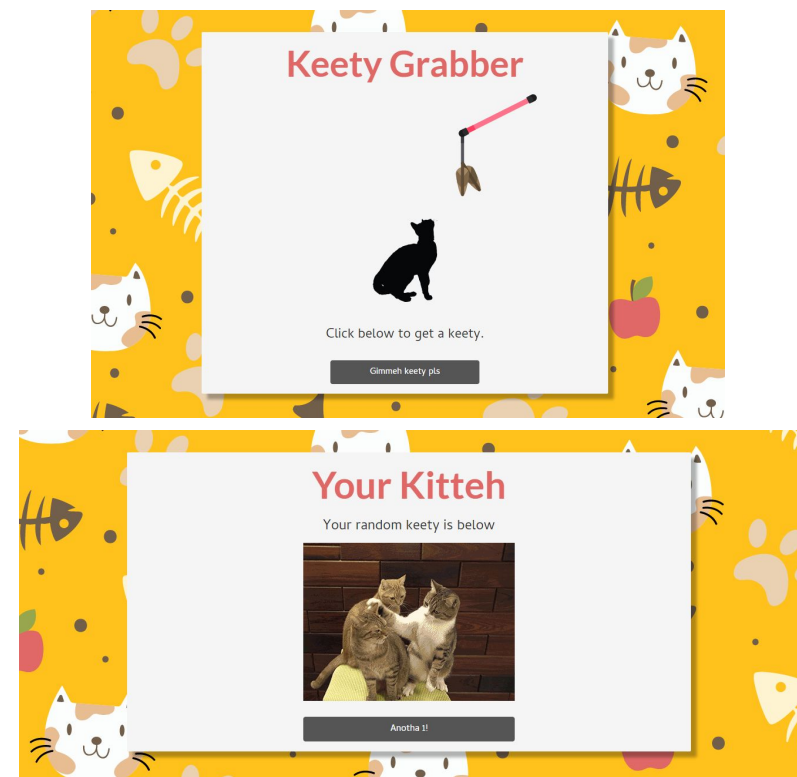 Keety Grabber
Click below to get a keety.
Gimmeh keety pls
Your Kitteh
Your random keety is below
Anotha 1!